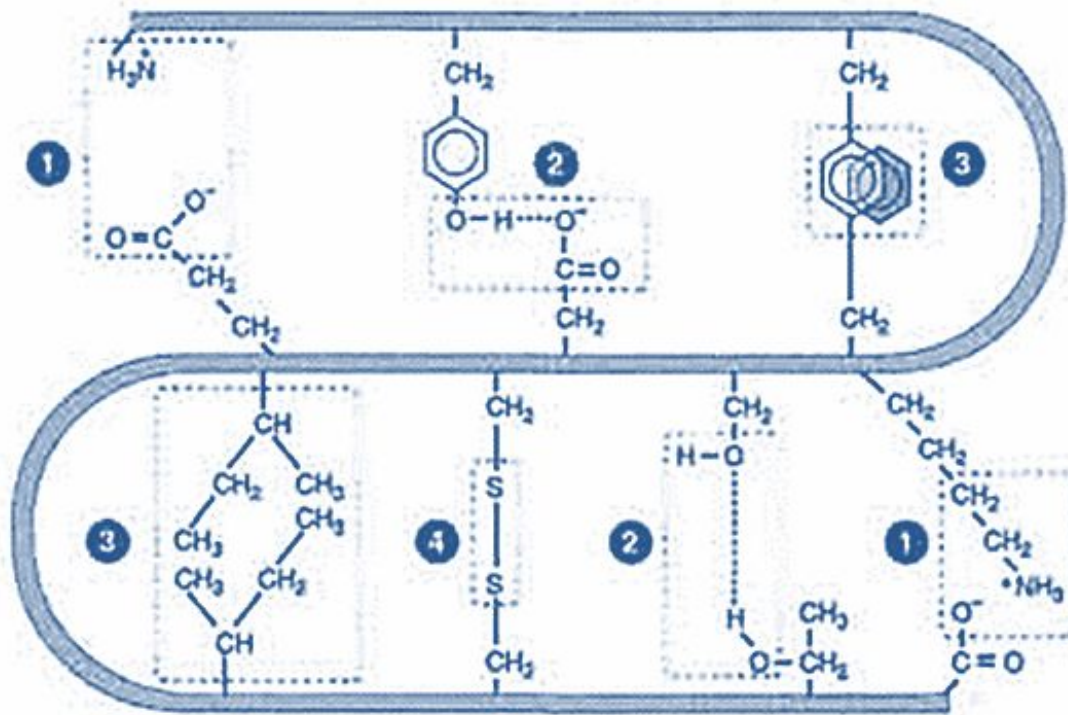 H₃N⁺
CH₂
CH₂
1
2
3
O⁻
O=C
CH₂
CH₂
O-H
O⁻
C=O
CH₂
CH₂
CH
CH₂
CH₃
CH₃
CH₃
CH₂
CH
3
CH₂
S
4
S
CH₂
CH₂
H-O
2
H
O
CH₃
CH₂
CH₂
CH₂
CH₂
CH₂
1
⁺NH₃
O⁻
C=O